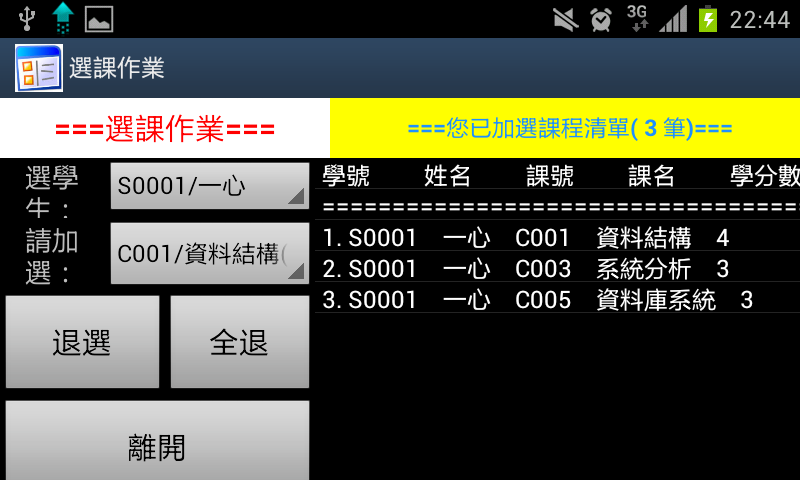 3G 22:44
選課作業
===選課作業===
===您已加選課程清單( 3 筆)===
選學
生：
S0001/一心
請加
選：
C001/資料結構(
退選 全退
離開
學號 姓名 課號 課名 學分數
==================================
1. S0001 一心 C001 資料結構 4
2. S0001 一心 C003 系統分析 3
3. S0001 一心 C005 資料庫系統 3